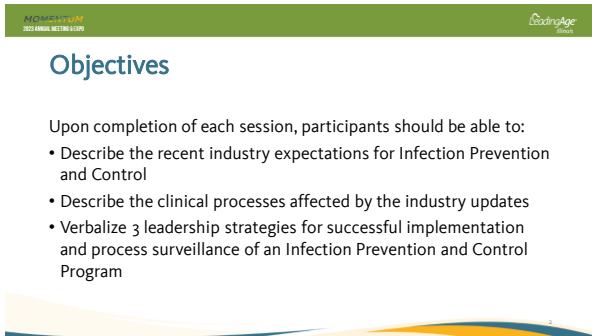 MOMENTUM
2023 ANNUAL MEETING & EXPO
LeadingAge
Illinois
Objectives
Upon completion of each session, participants should be able to:
• Describe the recent industry expectations for Infection Prevention
and Control
• Describe the clinical processes affected by the industry updates
• Verbalize 3 leadership strategies for successful implementation
and process surveillance of an Infection Prevention and Control
Program
2